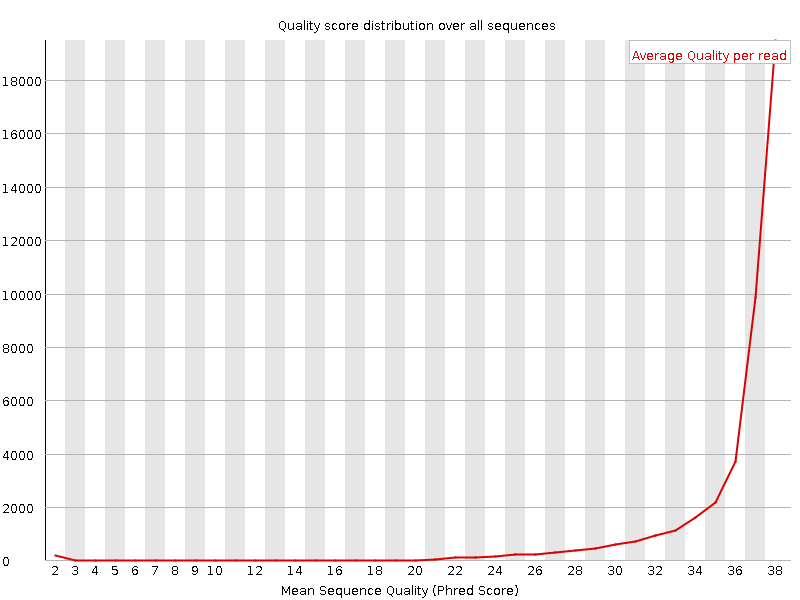 Quality score distribution over all sequences
Average Quality per read
18000
16000
14000
12000
10000
8000
6000
4000
2000
0
2 3 4 5 6 7 8 9 10 12 14 16 18 20 22 24 26 28 30 32 34 36 38
Mean Sequence Quality (Phred Score)